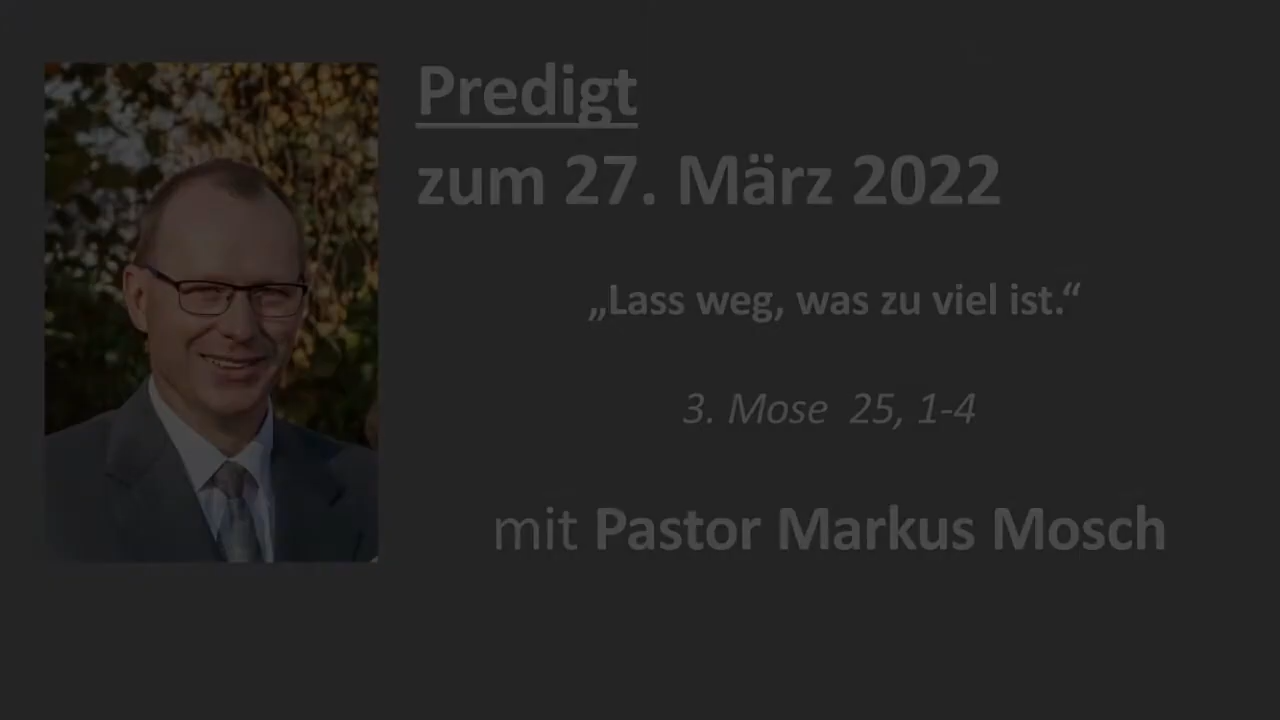 Predigt
zum 27. März 2022
„Lass weg, was zu viel ist.“
3. Mose 25, 1-4
mit Pastor Markus Mosch